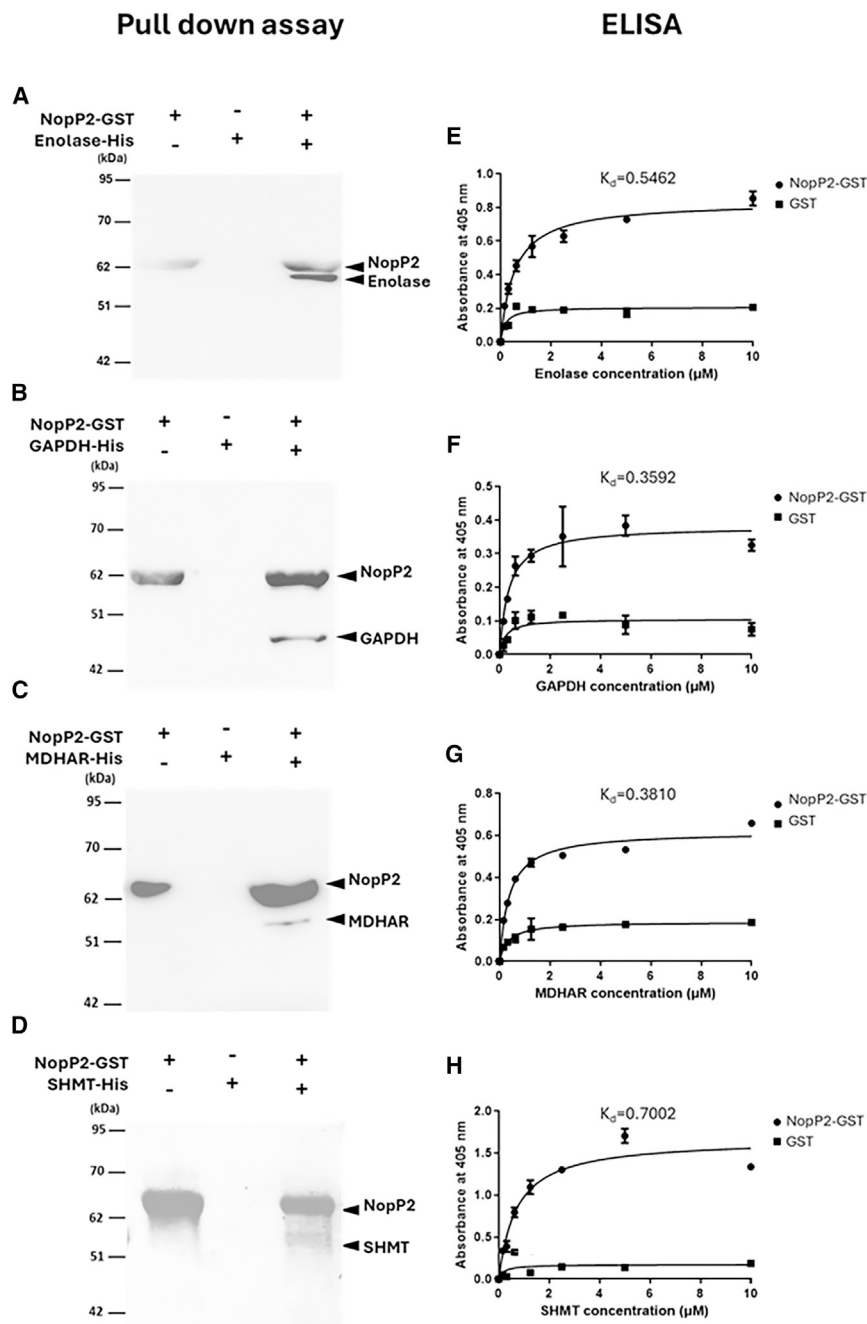 Pull down assay
ELISA
A
NopP2-GST + - +
Enolase-His - + +
(kDa)
95
70
62
51
42
NopP2
Enolase
E
Kd=0.5462
NopP2-GST
GST
Absorbance at 405 nm
1.0
0.8
0.6
0.4
0.2
0.0
0 2 4 6 8 10
Enolase concentration (µM)
B
NopP2-GST + - +
GAPDH-His - + +
(kDa)
95
70
62
51
42
NopP2
GAPDH
F
Kd=0.3592
NopP2-GST
GST
Absorbance at 405 nm
0.5
0.4
0.3
0.2
0.1
0.0
0 2 4 6 8 10
GAPDH concentration (µM)
C
NopP2-GST + - +
MDHAR-His - + +
(kDa)
95
70
62
51
42
NopP2
MDHAR
G
Kd=0.3810
NopP2-GST
GST
Absorbance at 405 nm
0.8
0.6
0.4
0.2
0.0
0 2 4 6 8 10
MDHAR concentration (µM)
D
NopP2-GST + - +
SHMT-His - + +
(kDa)
95
70
62
51
42
NopP2
SHMT
H
Kd=0.7002
NopP2-GST
GST
Absorbance at 405 nm
2.0
1.5
1.0
0.5
0.0
0 2 4 6 8 10
SHMT concentration (µM)